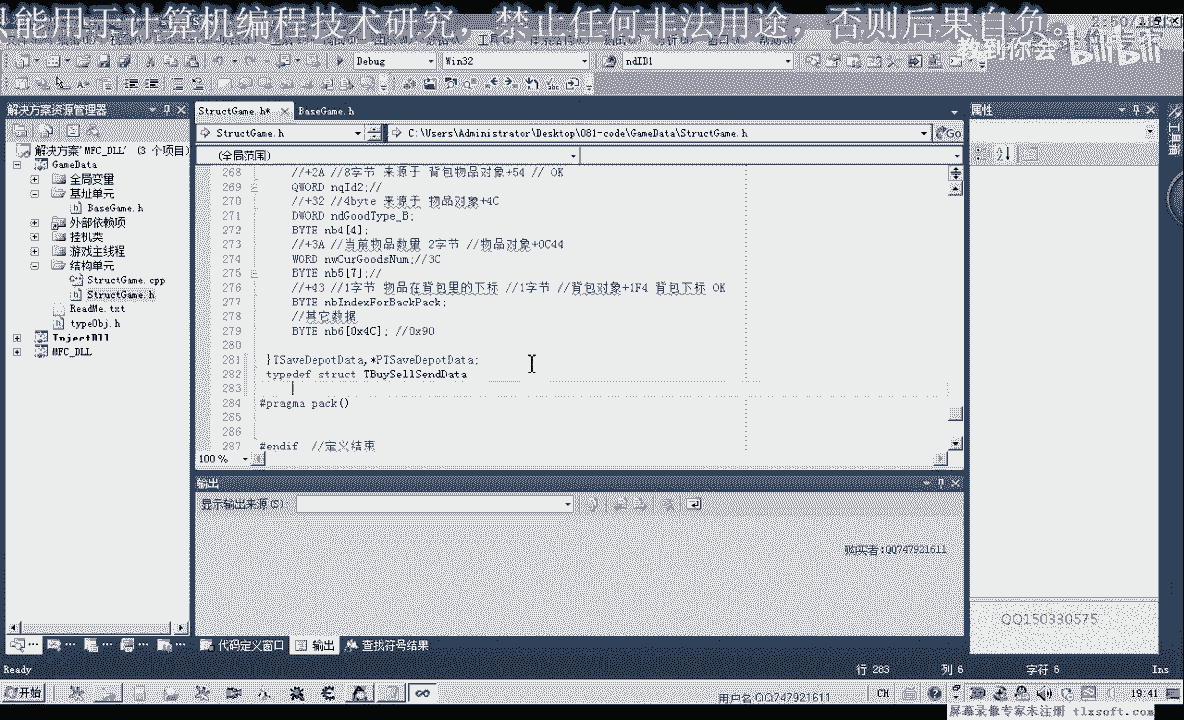 只能用于计算机编程技术研究，禁止任何非法用途，否则后果自负。
教到你会 bilibili
Debug
Win32
ndID1
解决方案资源管理器
解决方案'MFC_DLL' (3 个项目)
GameData
全局变量
基址单元
BaseGame.h
外部依赖项
挂机类
游戏主线程
结构单元
StructGame.cpp
StructGame.h
ReadMe.txt
typeObj.h
InjectDll
MFC_DLL
StructGame.h*
BaseGame.h
StructGame.h
C:\Users\Administrator\Desktop\081-code\GameData\StructGame.h
Go
(全局范围)
268 //+2A //8字节 来源于 背包物品对象+54 // OK
269 QWORD nqId2;//
270 //+32 //4byte 来源于 物品对象+4C
271 DWORD ndGoodType_B;
272 BYTE nb4[4];
273 //+3A //当前物品数量 2字节 //物品对象+0C44
274 WORD nwCurGoodsNum;//3C
275 BYTE nb5[7];//
276 //+43 //1字节 物品在背包里的下标 //1字节 //背包对象+1F4 背包下标 OK
277 BYTE nbIndexForBackPack;
278 //其它数据
279 BYTE nb6[0x4C]; //0x90
280
281 }TSaveDepotData,*PTSaveDepotData;
282 typedef struct TBuySellSendData
283
284 #pragma pack()
285
286
287 #endif //定义结束
100 %
输出
显示输出来源(S):
购买者:QQ747921611
代码定义窗口
输出
查找符号结果
属性
工具箱
QQ150330575
Ready
行 283
列 6
字符 6
Ins
开始
用户名:QQ747921611
CH
19:41
屏幕录像专家未注册 tlxsoft.com